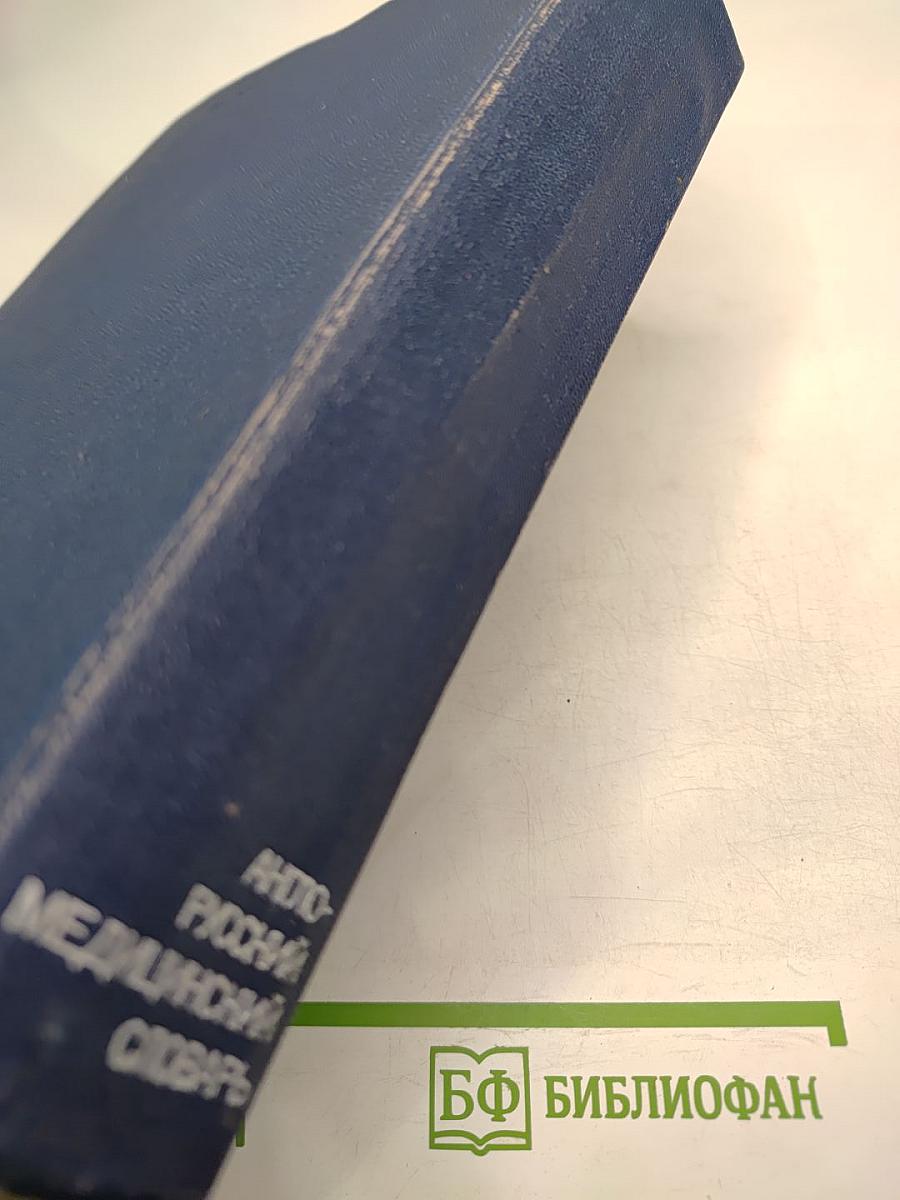 АНГЛО-
РУССКИЙ
МЕДИЦИНСКИЙ
СЛОВАРЬ
БФ БИБЛИОФАН